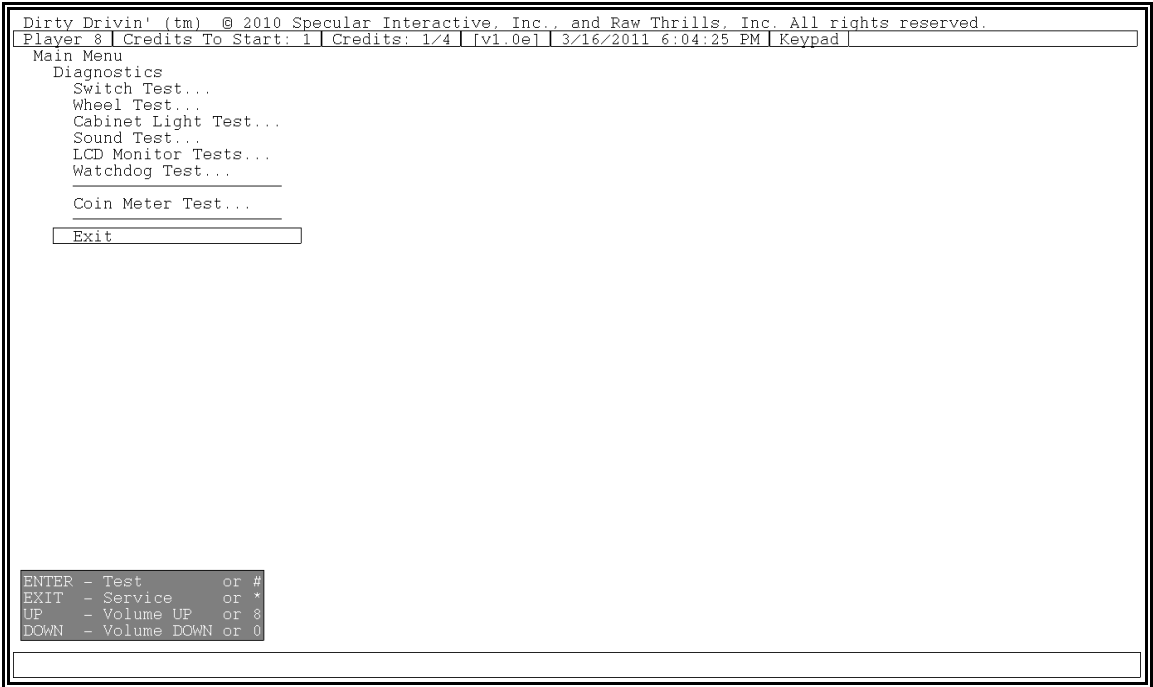 Dirty Drivin' (tm) © 2010 Specular Interactive, Inc., and Raw Thrills, Inc. All rights reserved.
Player 8 | Credits To Start: 1 | Credits: 1/4 | [v1.0e] | 3/16/2011 6:04:25 PM | Keypad |
Main Menu
Diagnostics
Switch Test...
Wheel Test...
Cabinet Light Test...
Sound Test...
LCD Monitor Tests...
Watchdog Test...
Coin Meter Test...
Exit
ENTER - Test or #
EXIT - Service or *
UP - Volume UP or 8
DOWN - Volume DOWN or 0